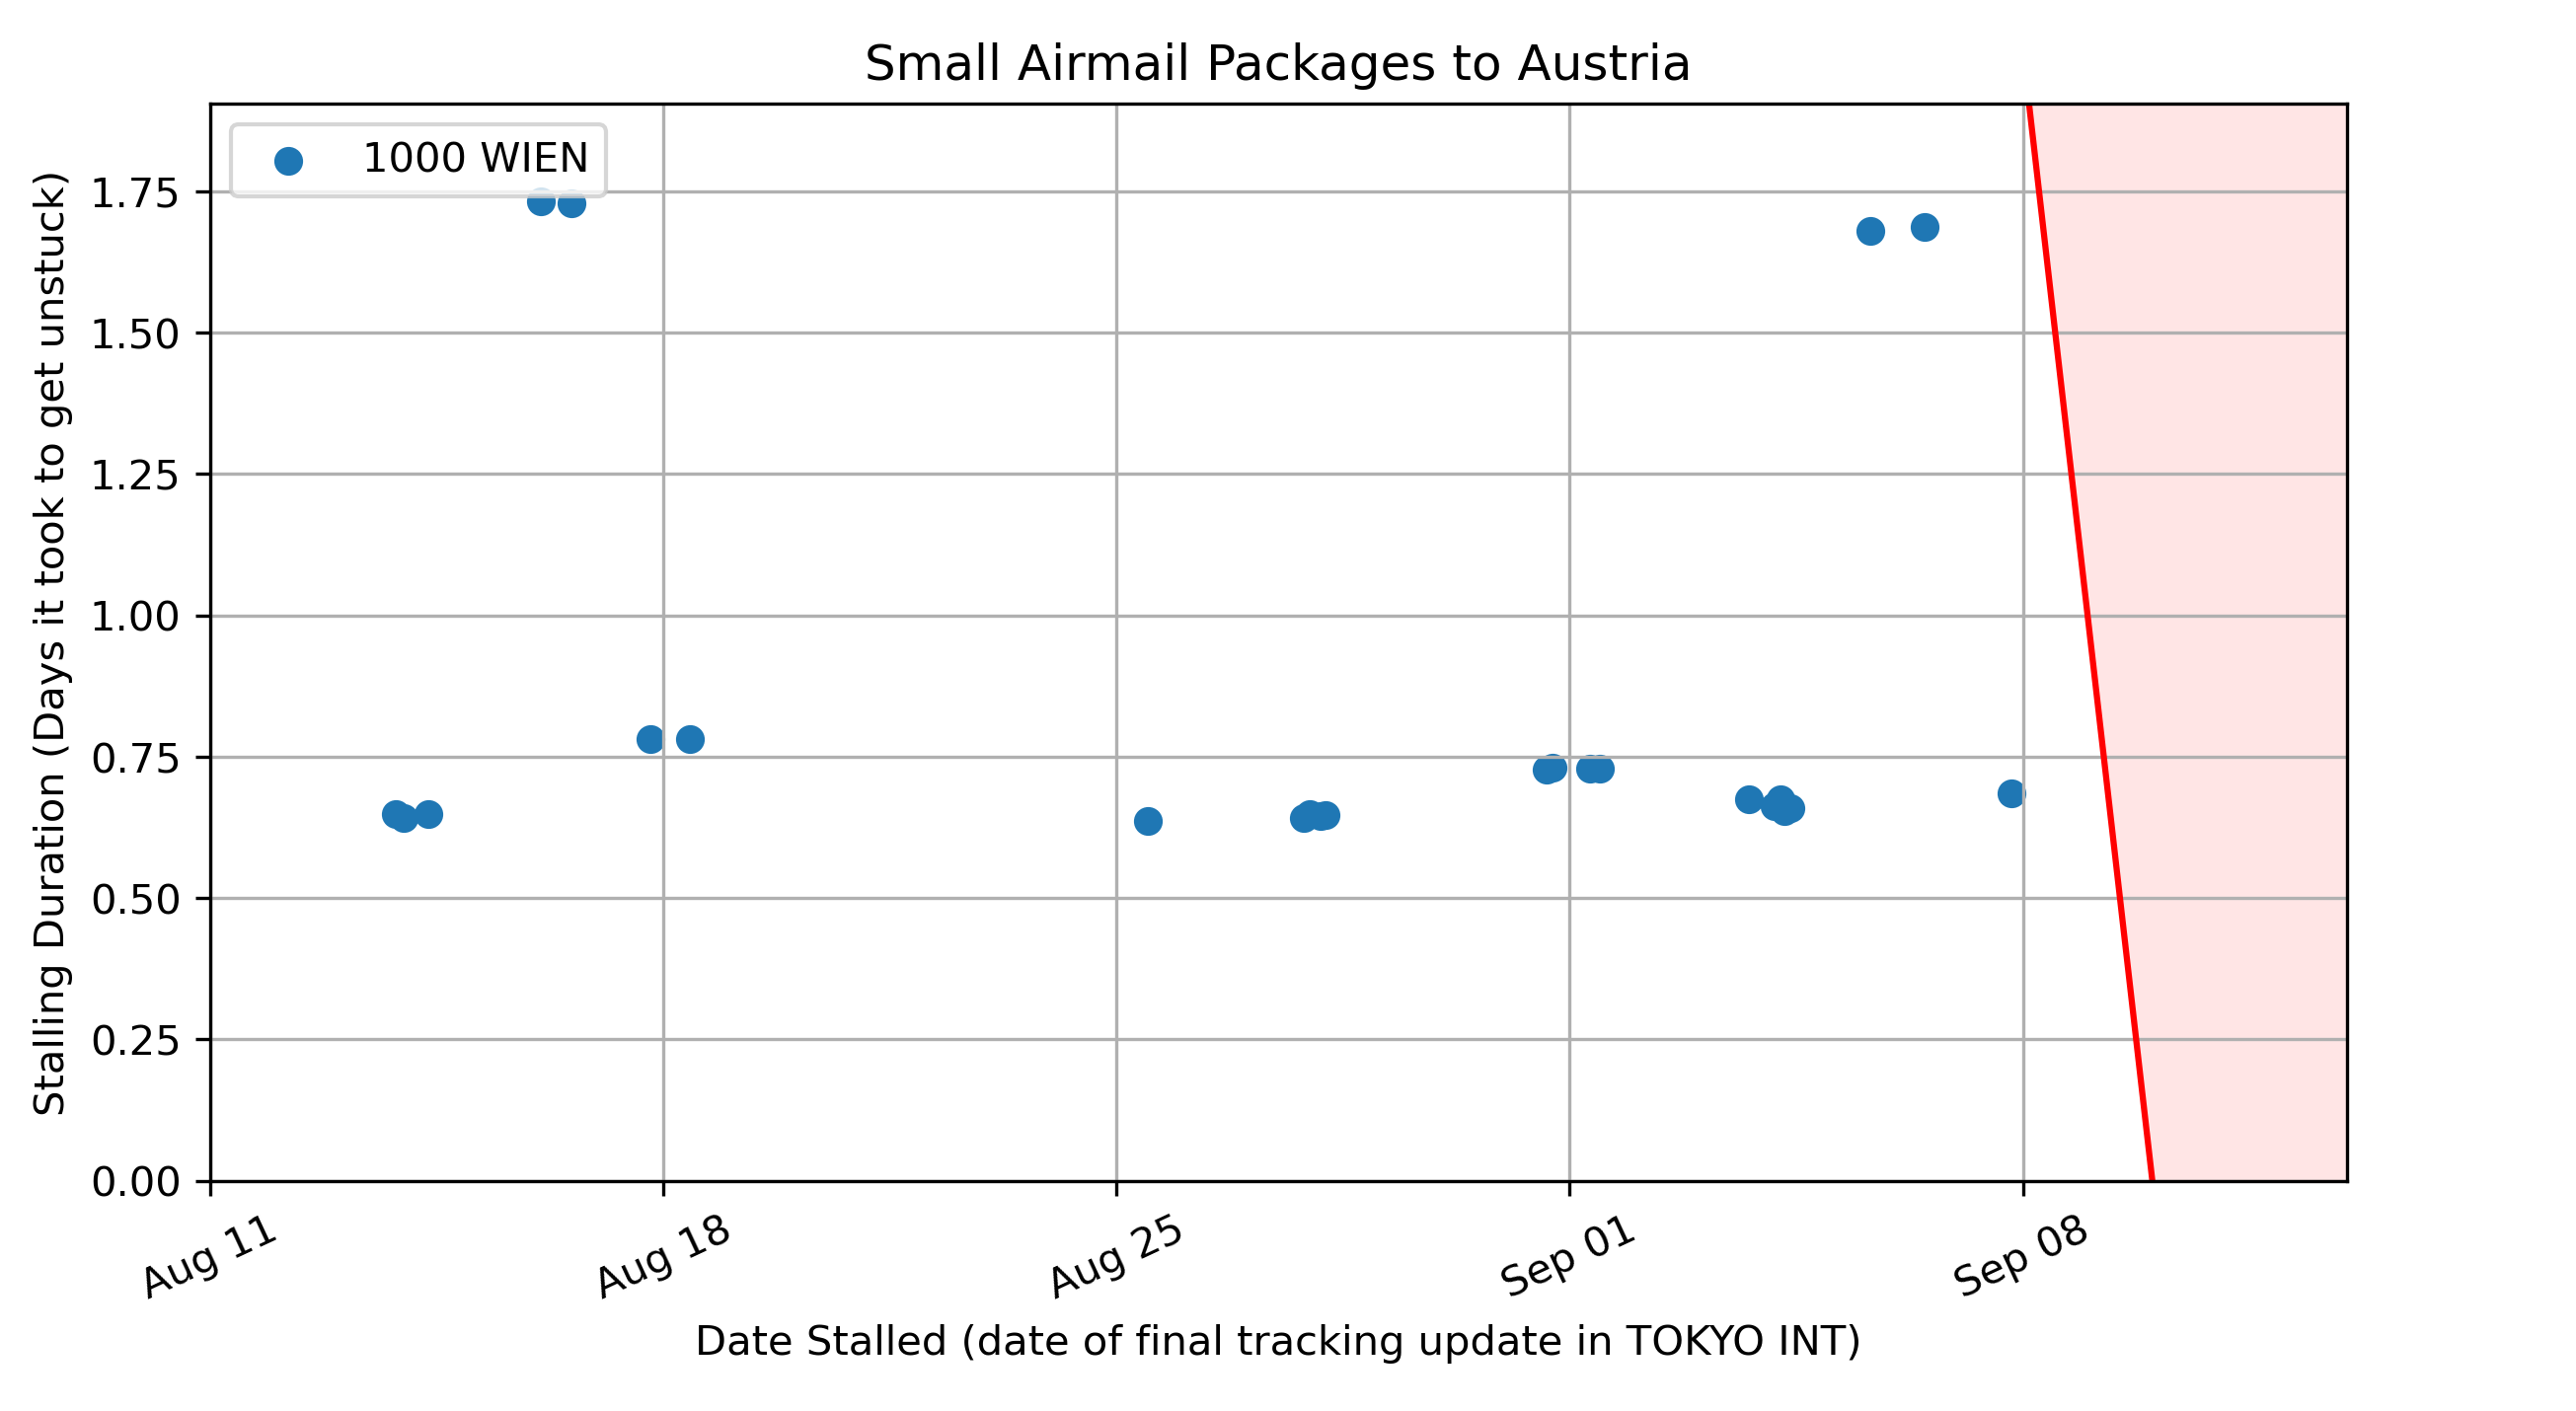 Small Airmail Packages to Austria
1000 WIEN
Stalling Duration (Days it took to get unstuck)
1.75
1.50
1.25
1.00
0.75
0.50
0.25
0.00
Aug 11
Aug 18
Aug 25
Sep 01
Sep 08
Date Stalled (date of final tracking update in TOKYO INT)